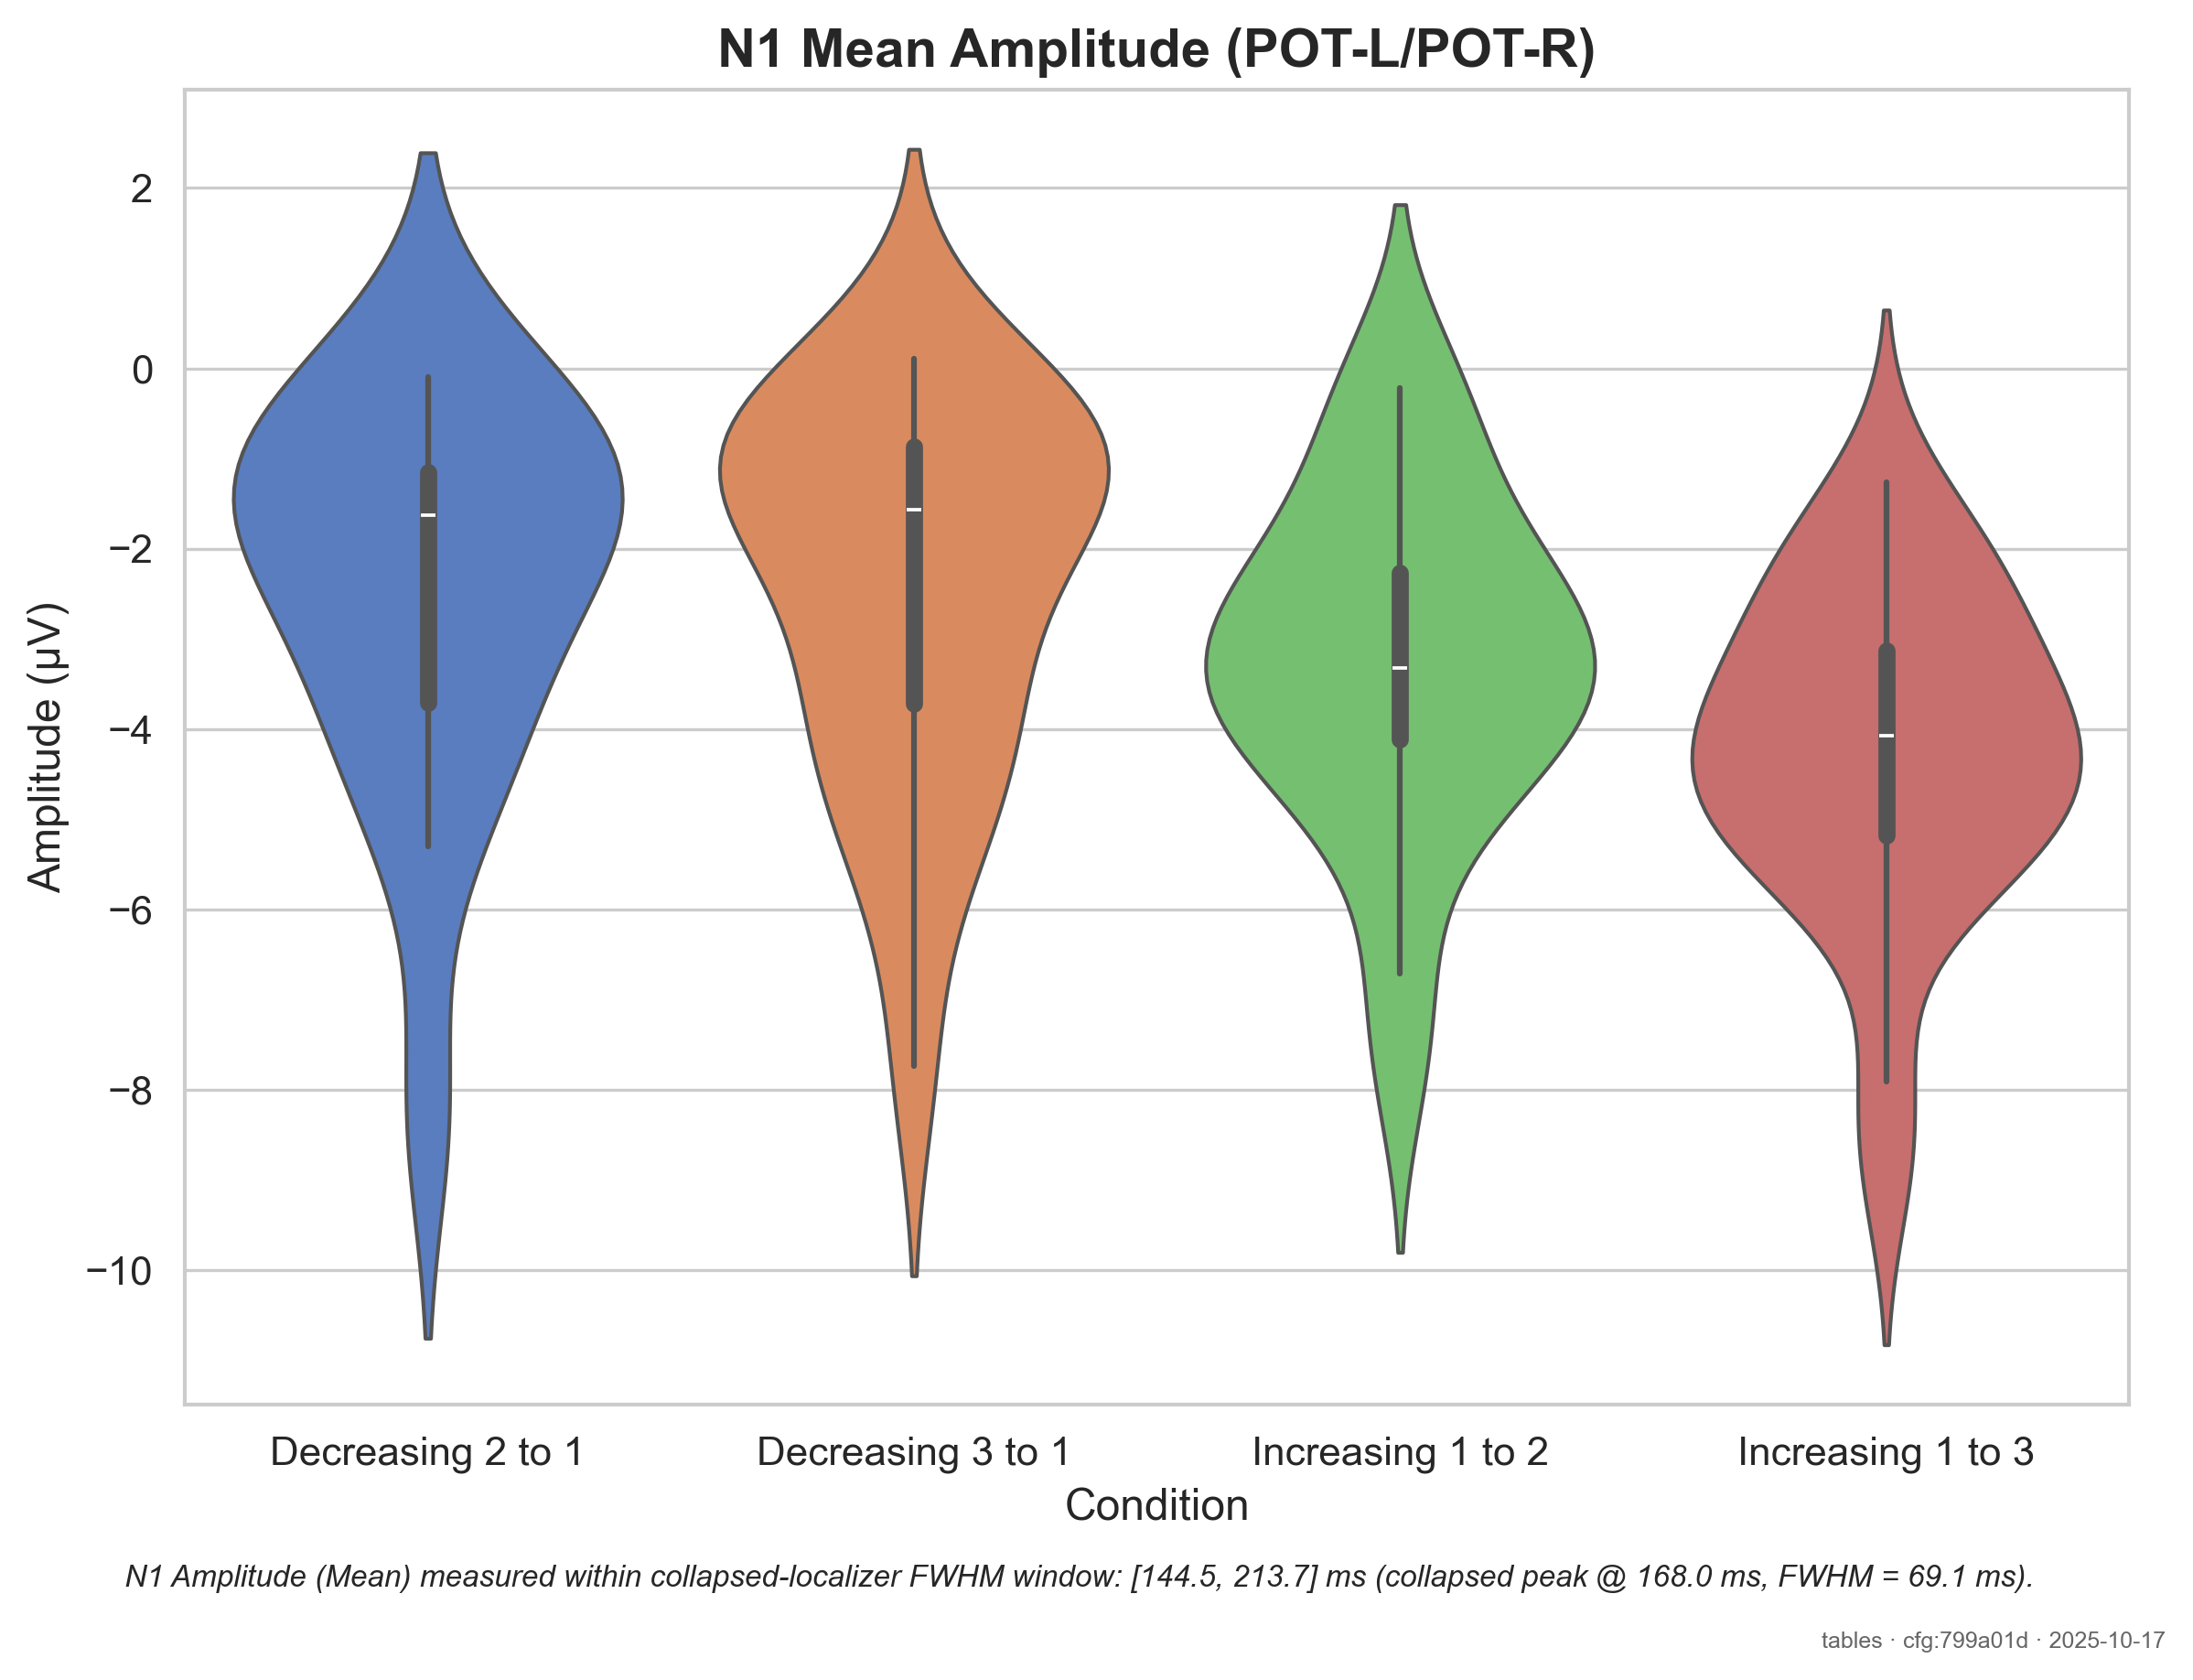 N1 Mean Amplitude (POT-L/POT-R)
Amplitude (µV)
2
0
−2
−4
−6
−8
−10
Decreasing 2 to 1
Decreasing 3 to 1
Increasing 1 to 2
Increasing 1 to 3
Condition
N1 Amplitude (Mean) measured within collapsed-localizer FWHM window: [144.5, 213.7] ms (collapsed peak @ 168.0 ms, FWHM = 69.1 ms).
tables · cfg:799a01d · 2025-10-17